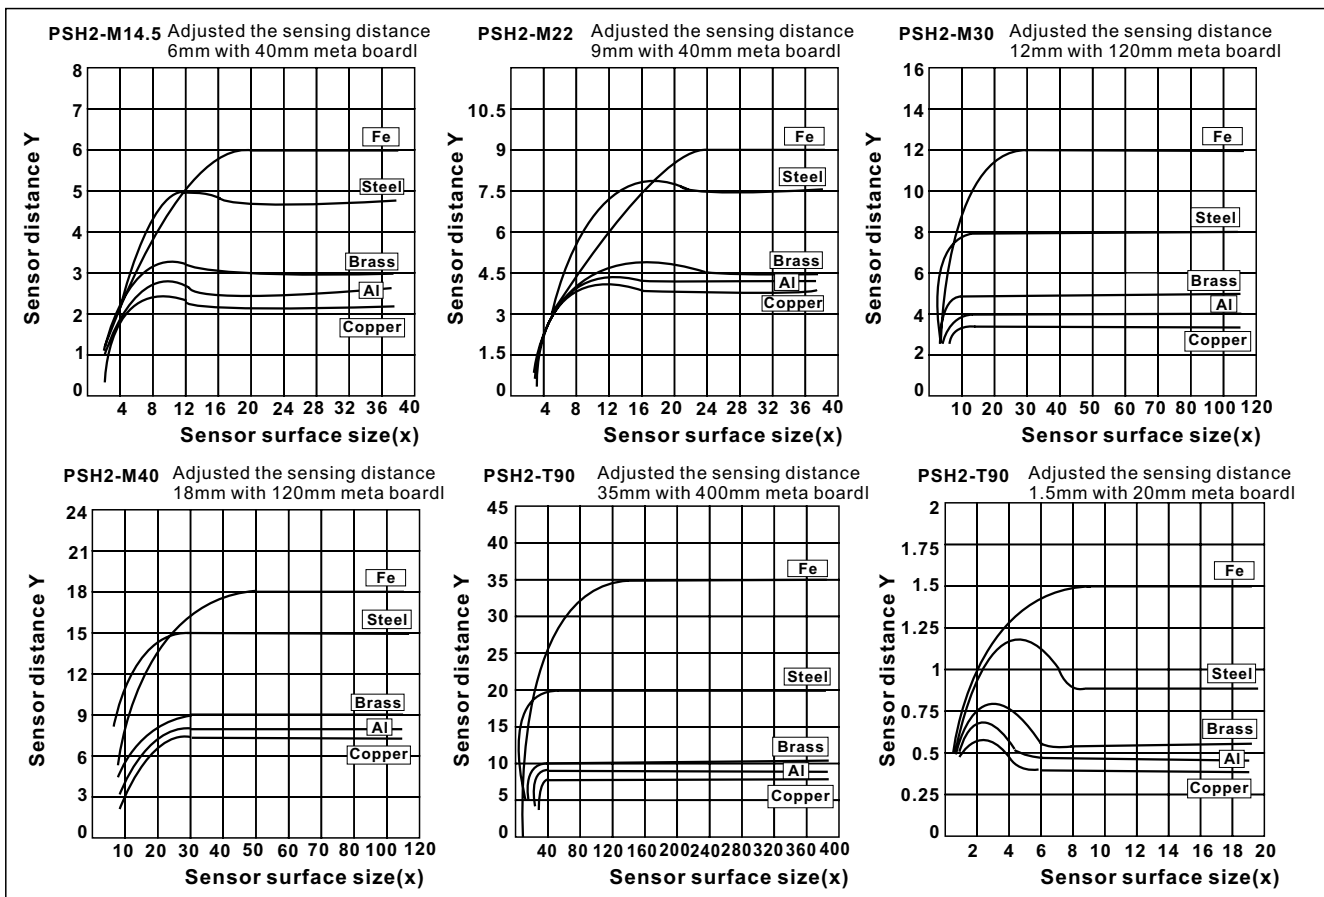 PSH2-M14.5 Adjusted the sensing distance
6mm with 40mm meta boardl
8
7
6
5
4
3
2
1
0
Sensor distance Y
Fe
Steel
Brass
Al
Copper
4 8 12 16 20 24 28 32 36 40
Sensor surface size(x)
PSH2-M22 Adjusted the sensing distance
9mm with 40mm meta boardl
10.5
9
7.5
6
4.5
3
1.5
0
Sensor distance Y
Fe
Steel
Brass
Al
Copper
4 8 12 16 20 24 28 32 36 40
Sensor surface size(x)
PSH2-M30 Adjusted the sensing distance
12mm with 120mm meta boardl
16
14
12
10
8
6
4
2
0
Sensor distance Y
Fe
Steel
Brass
Al
Copper
10 20 30 40 50 60 70 80 100 120
Sensor surface size(x)
PSH2-M40 Adjusted the sensing distance
18mm with 120mm meta boardl
24
21
18
15
12
9
6
3
0
Sensor distance Y
Fe
Steel
Brass
Al
Copper
10 20 30 40 50 60 70 80 100 120
Sensor surface size(x)
PSH2-T90 Adjusted the sensing distance
35mm with 400mm meta boardl
45
40
35
30
25
20
10
5
0
Sensor distance Y
Fe
Steel
Brass
Al
Copper
40 80 120 160 200 240 280 320 360 400
Sensor surface size(x)
PSH2-T90 Adjusted the sensing distance
1.5mm with 20mm meta boardl
2
1.75
1.5
1.25
1
0.75
0.5
0.25
0
Sensor distance Y
Fe
Steel
Brass
Al
Copper
2 4 6 8 10 12 14 16 18 20
Sensor surface size(x)